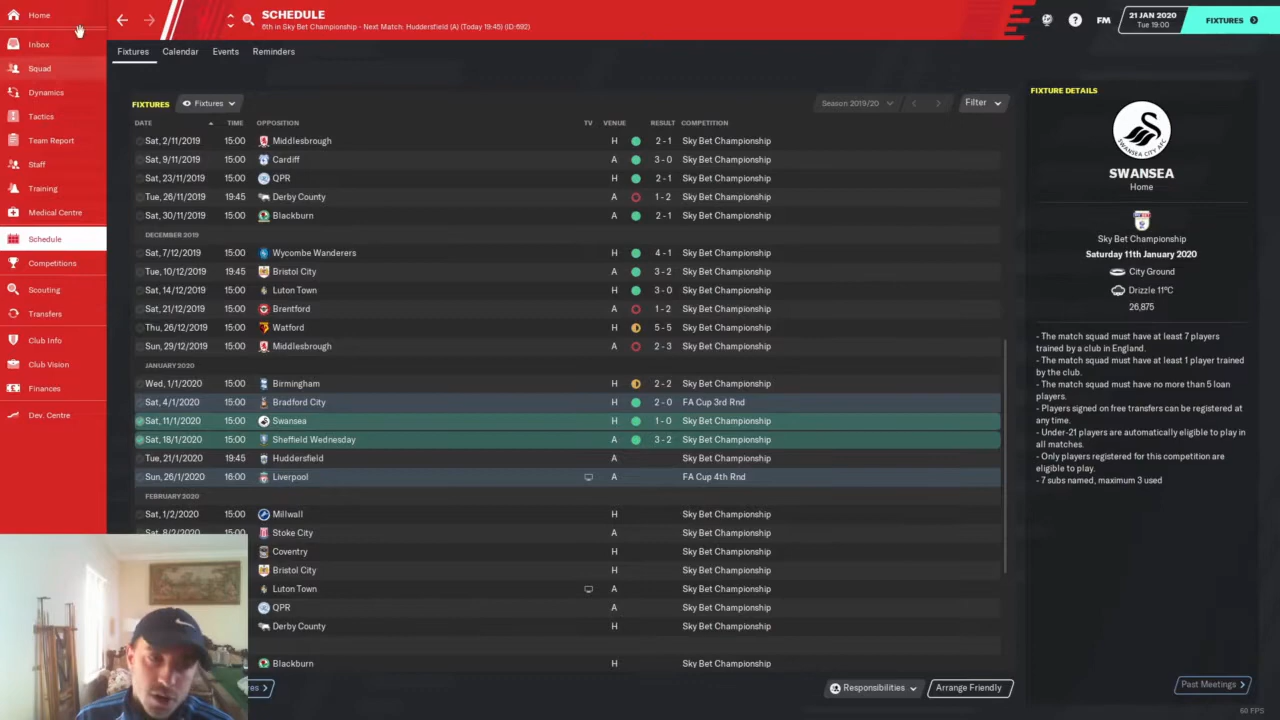 Home
SCHEDULE
6th in Sky Bet Championship - Next Match: Huddersfield (A) (Today 19:45) (ID:692)
FM
21 JAN 2020
Tue 19:00
FIXTURES
Inbox
Squad
Dynamics
Tactics
Team Report
Staff
Training
Medical Centre
Schedule
Competitions
Scouting
Transfers
Club Info
Club Vision
Finances
Dev. Centre
Fixtures Calendar Events Reminders
FIXTURES Fixtures Season 2019/20 Filter
DATE TIME OPPOSITION TV VENUE RESULT COMPETITION
Sat, 2/11/2019 15:00 Middlesbrough H 2 - 1 Sky Bet Championship
Sat, 9/11/2019 15:00 Cardiff A 3 - 0 Sky Bet Championship
Sat, 23/11/2019 15:00 QPR H 2 - 1 Sky Bet Championship
Tue, 26/11/2019 19:45 Derby County A 1 - 2 Sky Bet Championship
Sat, 30/11/2019 15:00 Blackburn A 2 - 1 Sky Bet Championship
DECEMBER 2019
Sat, 7/12/2019 15:00 Wycombe Wanderers H 4 - 1 Sky Bet Championship
Tue, 10/12/2019 19:45 Bristol City A 3 - 2 Sky Bet Championship
Sat, 14/12/2019 15:00 Luton Town H 3 - 0 Sky Bet Championship
Sat, 21/12/2019 15:00 Brentford A 1 - 2 Sky Bet Championship
Thu, 26/12/2019 15:00 Watford H 5 - 5 Sky Bet Championship
Sun, 29/12/2019 15:00 Middlesbrough A 2 - 3 Sky Bet Championship
JANUARY 2020
Wed, 1/1/2020 15:00 Birmingham H 2 - 2 Sky Bet Championship
Sat, 4/1/2020 15:00 Bradford City H 2 - 0 FA Cup 3rd Rnd
Sat, 11/1/2020 15:00 Swansea H 1 - 0 Sky Bet Championship
Sat, 18/1/2020 15:00 Sheffield Wednesday A 3 - 2 Sky Bet Championship
Tue, 21/1/2020 19:45 Huddersfield A Sky Bet Championship
Sun, 26/1/2020 16:00 Liverpool A FA Cup 4th Rnd
FEBRUARY 2020
Sat, 1/2/2020 15:00 Millwall H Sky Bet Championship
Sat, 8/2/2020 15:00 Stoke City A Sky Bet Championship
Coventry H Sky Bet Championship
Bristol City H Sky Bet Championship
Luton Town A Sky Bet Championship
QPR A Sky Bet Championship
Derby County H Sky Bet Championship
Blackburn H Sky Bet Championship
Responsibilities
Arrange Friendly
FIXTURE DETAILS
SWANSEA CITY AFC
SWANSEA
Home
Sky Bet Championship
Saturday 11th January 2020
City Ground
Drizzle 11°C
26,875
- The match squad must have at least 7 players
trained by a club in England.
- The match squad must have at least 1 player trained
by the club.
- The match squad must have no more than 5 loan
players.
- Players signed on free transfers can be registered at
any time.
- Under-21 players are automatically eligible to play in
all matches.
- Only players registered for this competition are
eligible to play.
- 7 subs named, maximum 3 used
Past Meetings
60 FPS